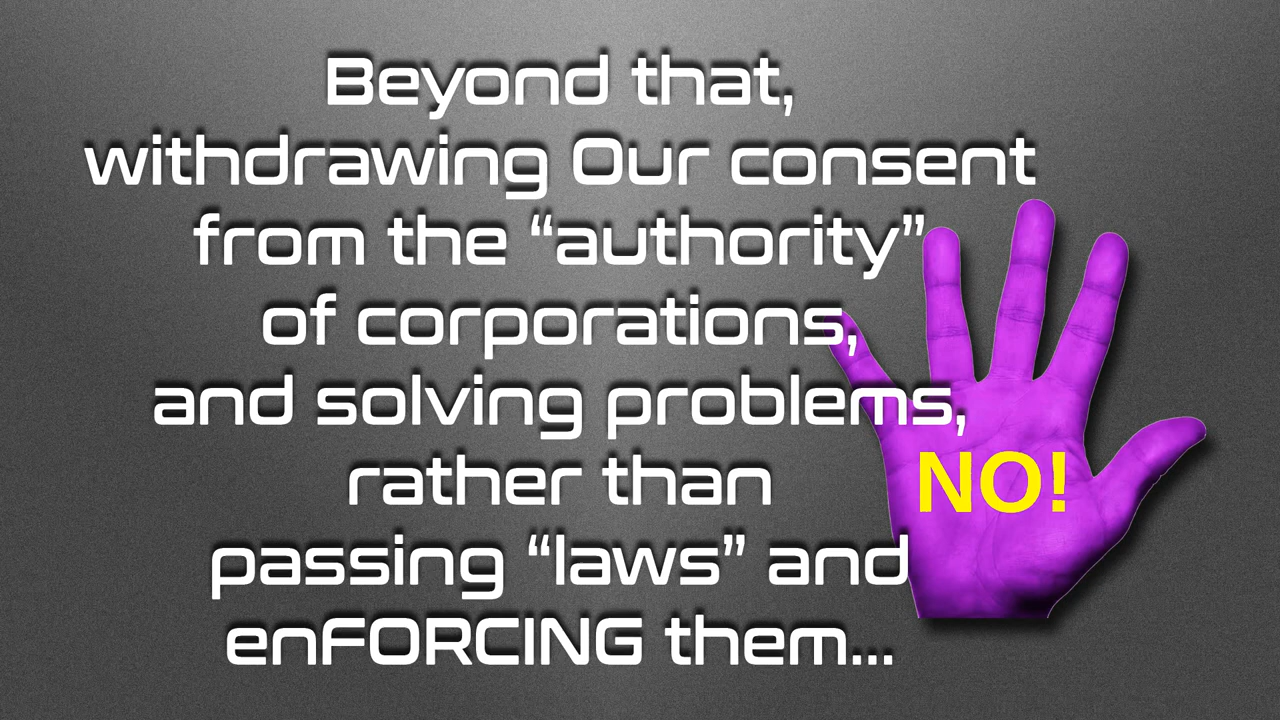 Beyond that,
withdrawing Our consent
from the “authority”
of corporations,
and solving problems,
rather than
passing “laws” and
enFORCING them...
NO!